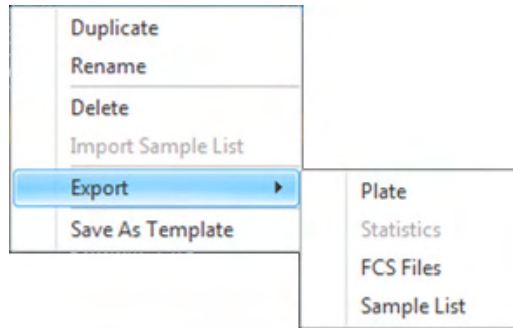 Duplicate
Rename
Delete
Import Sample List
Export
Save As Template
Plate
Statistics
FCS Files
Sample List